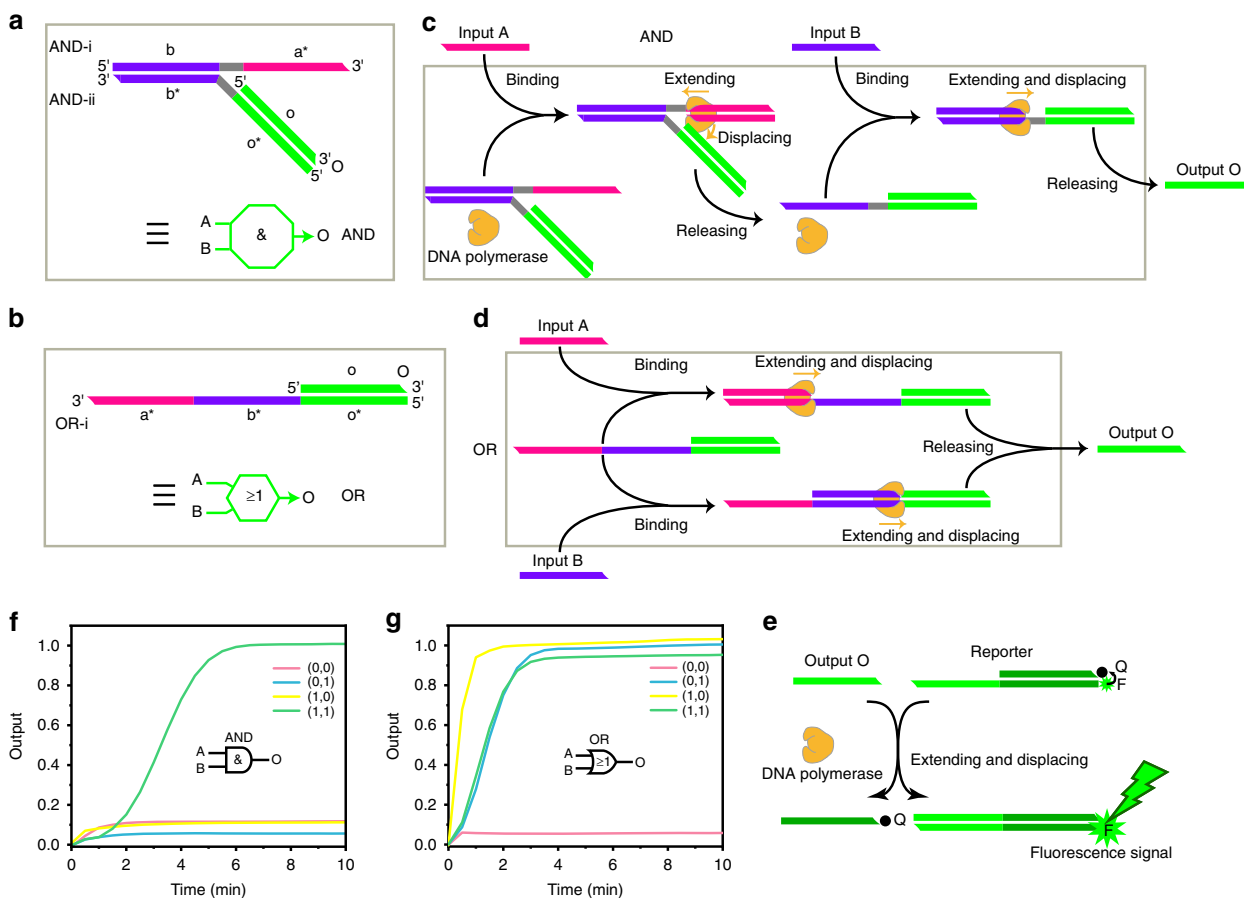 a
AND-i
b
a*
5'
3'
3'
5'
AND-ii
b*
o
o*
3'
O
5'
A
B
&
O
AND
b
o
O
5'
3'
3'
5'
OR-i
a*
b*
o*
A
B
≥1
O
OR
c
Input A
AND
Input B
Binding
Extending
Binding
Extending and displacing
Displacing
DNA polymerase
Releasing
Releasing
Output O
d
Input A
Binding
Extending and displacing
OR
Releasing
Output O
Binding
Extending and displacing
Input B
f
1.0
0.8
0.6
0.4
0.2
0.0
Output
(0,0)
(0,1)
(1,0)
(1,1)
AND
A
B
&
O
0 2 4 6 8 10
Time (min)
g
1.0
0.8
0.6
0.4
0.2
0.0
Output
(0,0)
(0,1)
(1,0)
(1,1)
OR
A
B
≥1
O
0 2 4 6 8 10
Time (min)
e
Output O
Reporter
Q
F
DNA polymerase
Extending and displacing
Q
F
Fluorescence signal